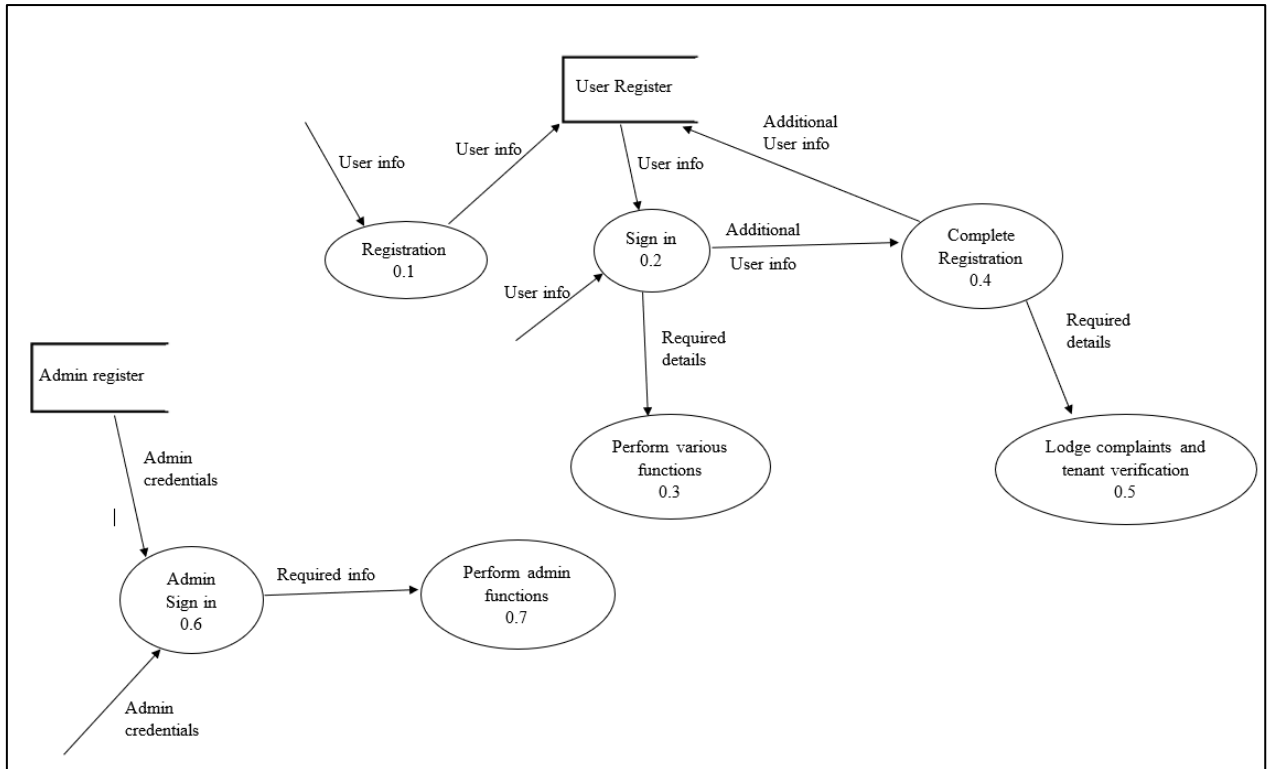 User Register
Additional
User info
User info
User info
User info
Registration
0.1
Sign in
0.2
Additional
User info
Complete
Registration
0.4
User info
Required
details
Required
details
Admin register
Perform various
functions
0.3
Lodge complaints and
tenant verification
0.5
Admin
credentials
Admin
Sign in
0.6
Required info
Perform admin
functions
0.7
Admin
credentials